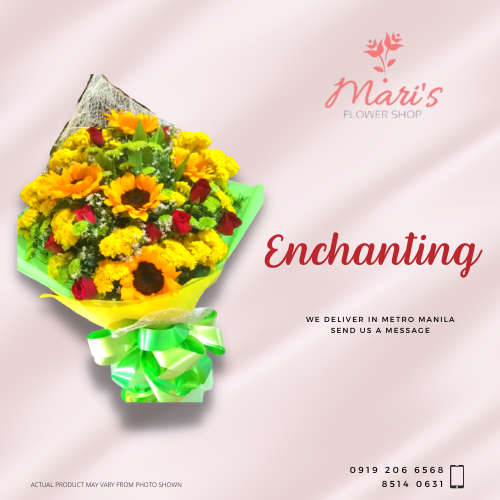 Mari's
FLOWER SHOP
Enchanting
WE DELIVER IN METRO MANILA
SEND US A MESSAGE
0919 206 6568
8514 0631
ACTUAL PRODUCT MAY VARY FROM PHOTO SHOWN